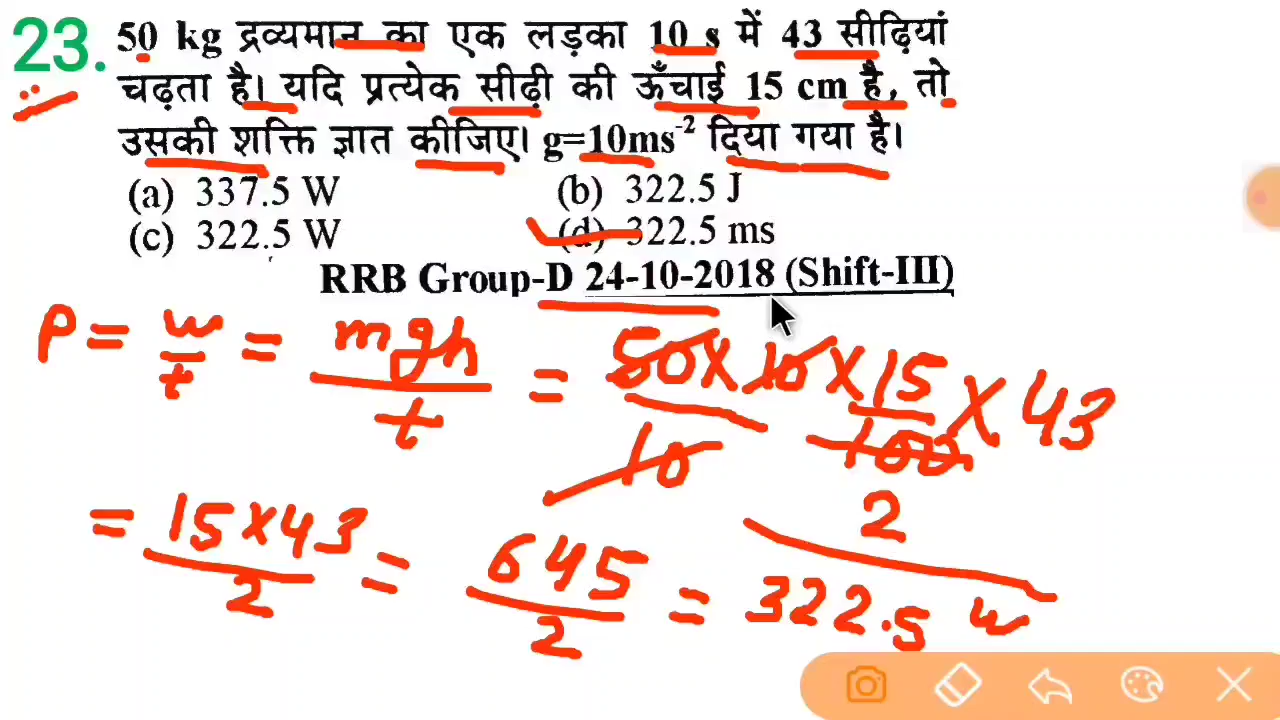 23. 50 kg द्रव्यमान का एक लड़का 10 s में 43 सीढ़ियां
चढ़ता है। यदि प्रत्येक सीढ़ी की ऊँचाई 15 cm है, तो
उसकी शक्ति ज्ञात कीजिए। g=10ms⁻² दिया गया है।
(a) 337.5 W (b) 322.5 J
(c) 322.5 W (d) 322.5 ms
RRB Group-D 24-10-2018 (Shift-III)
P = w/t = mgh/t = 50×10/10 × 15/100 × 43
2
= 15×43/2 = 645/2 = 322.5 w